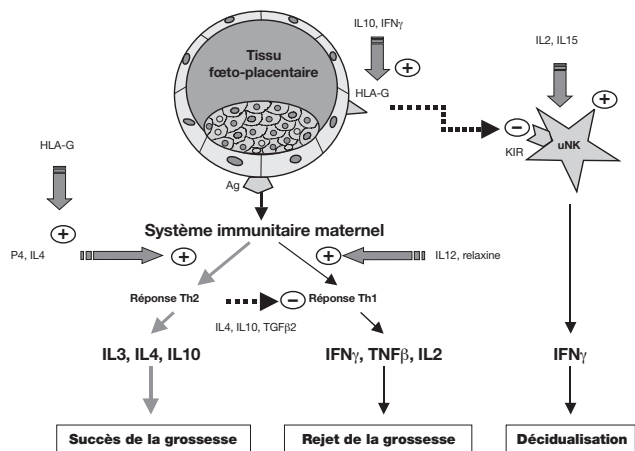 IL10, IFNγ
IL2, IL15
Tissu
fœto-placentaire
+
HLA-G
+
HLA-G
–
KIR
uNK
Ag
+
Système immunitaire maternel
P4, IL4
+
+
IL12, relaxine
Réponse Th2
–
Réponse Th1
IL4, IL10, TGFβ2
IL3, IL4, IL10
IFNγ, TNFβ, IL2
IFNγ
Succès de la grossesse
Rejet de la grossesse
Décidualisation